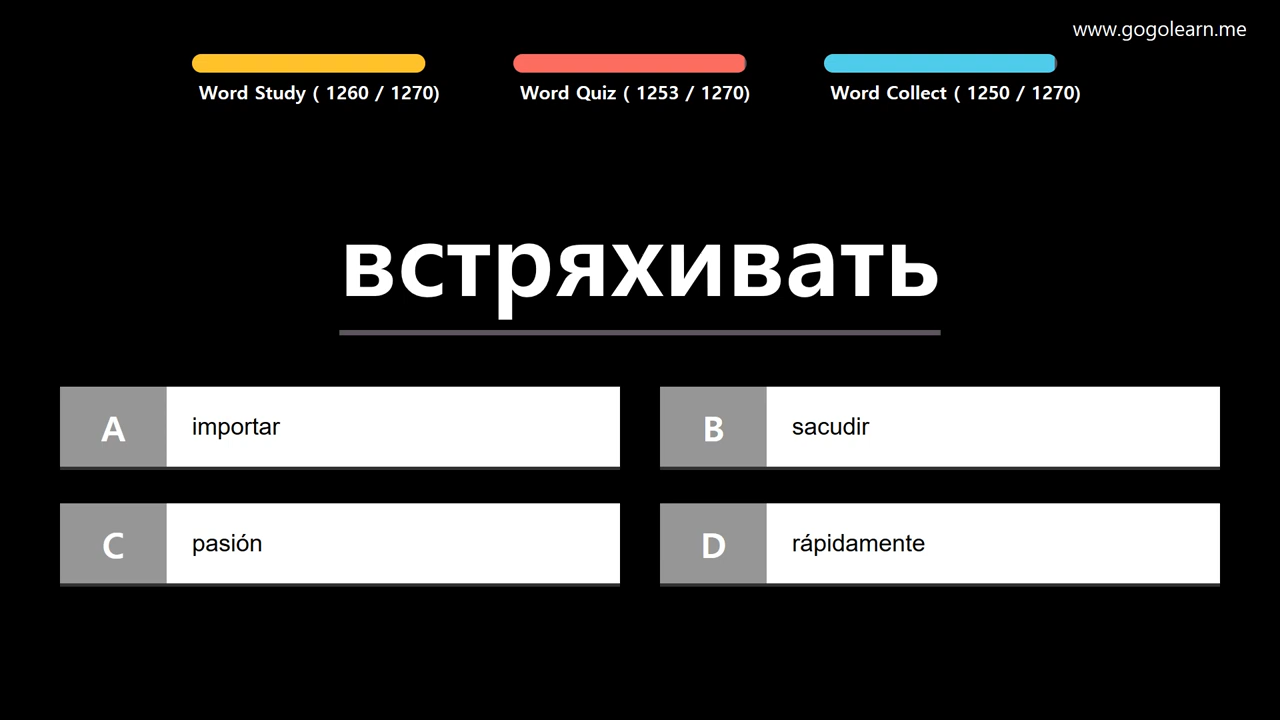 www.gogolearn.me
Word Study ( 1260 / 1270)
Word Quiz ( 1253 / 1270)
Word Collect ( 1250 / 1270)
встряхивать
A importar
B sacudir
C pasión
D rápidamente